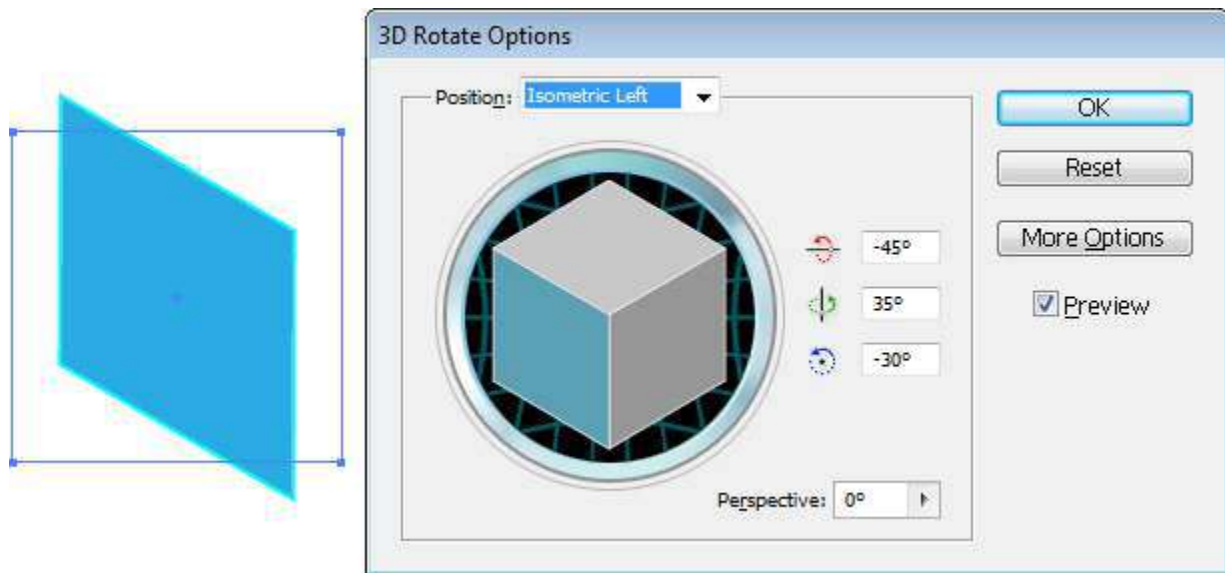 3D Rotate Options
Position: Isometric Left
OK
Reset
-45°
More Options
35°
Preview
-30°
Perspective: 0°